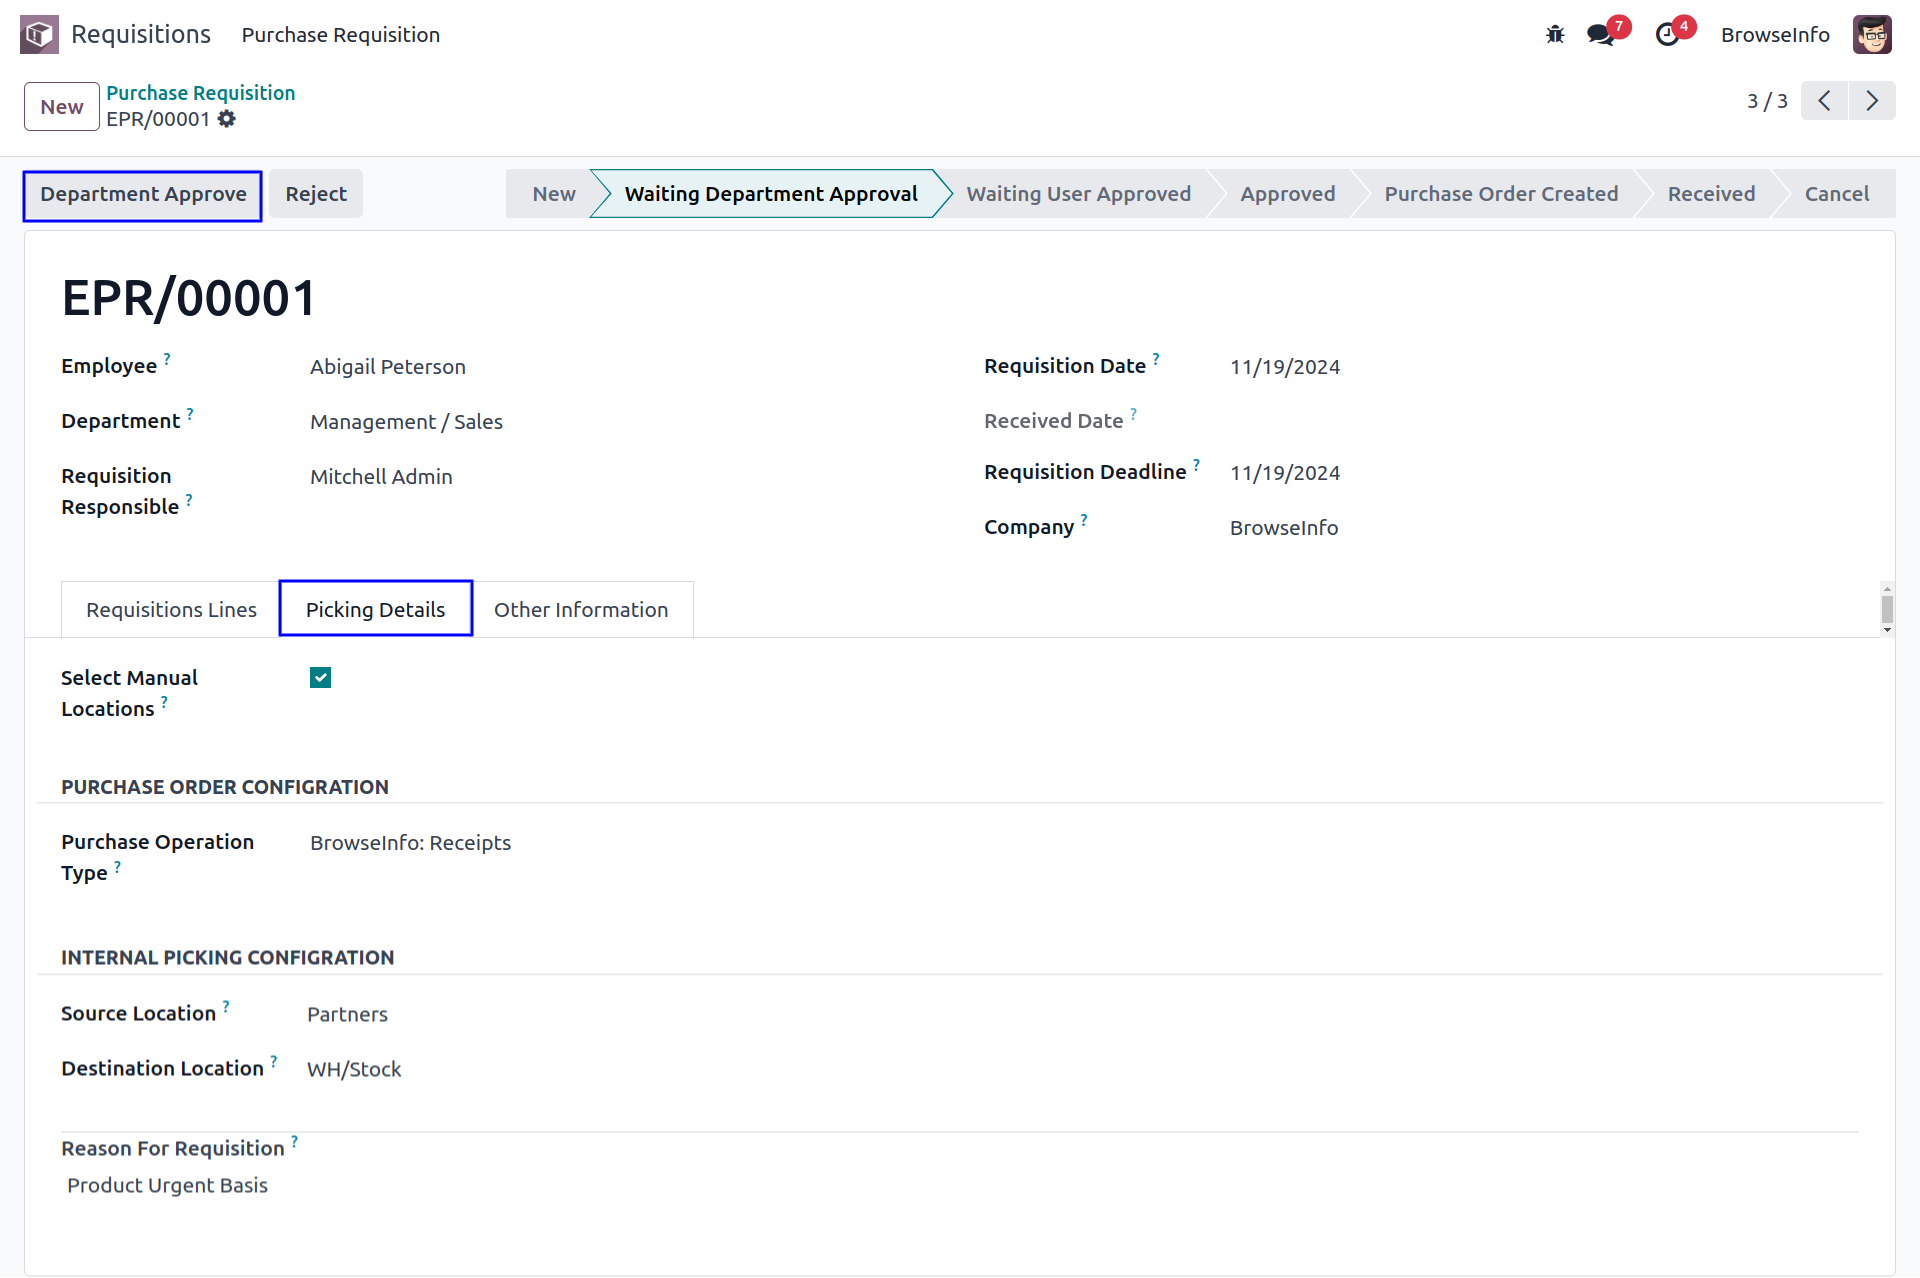 Requisitions Purchase Requisition 7 4 BrowseInfo
New Purchase Requisition
EPR/00001
3 / 3
Department Approve Reject New Waiting Department Approval Waiting User Approved Approved Purchase Order Created Received Cancel
EPR/00001
Employee ? Abigail Peterson
Department ? Management / Sales
Requisition Responsible ? Mitchell Admin
Requisition Date ? 11/19/2024
Received Date ?
Requisition Deadline ? 11/19/2024
Company ? BrowseInfo
Requisitions Lines Picking Details Other Information
Select Manual
Locations ?
PURCHASE ORDER CONFIGRATION
Purchase Operation BrowseInfo: Receipts
Type ?
INTERNAL PICKING CONFIGRATION
Source Location ? Partners
Destination Location ? WH/Stock
Reason For Requisition ?
Product Urgent Basis